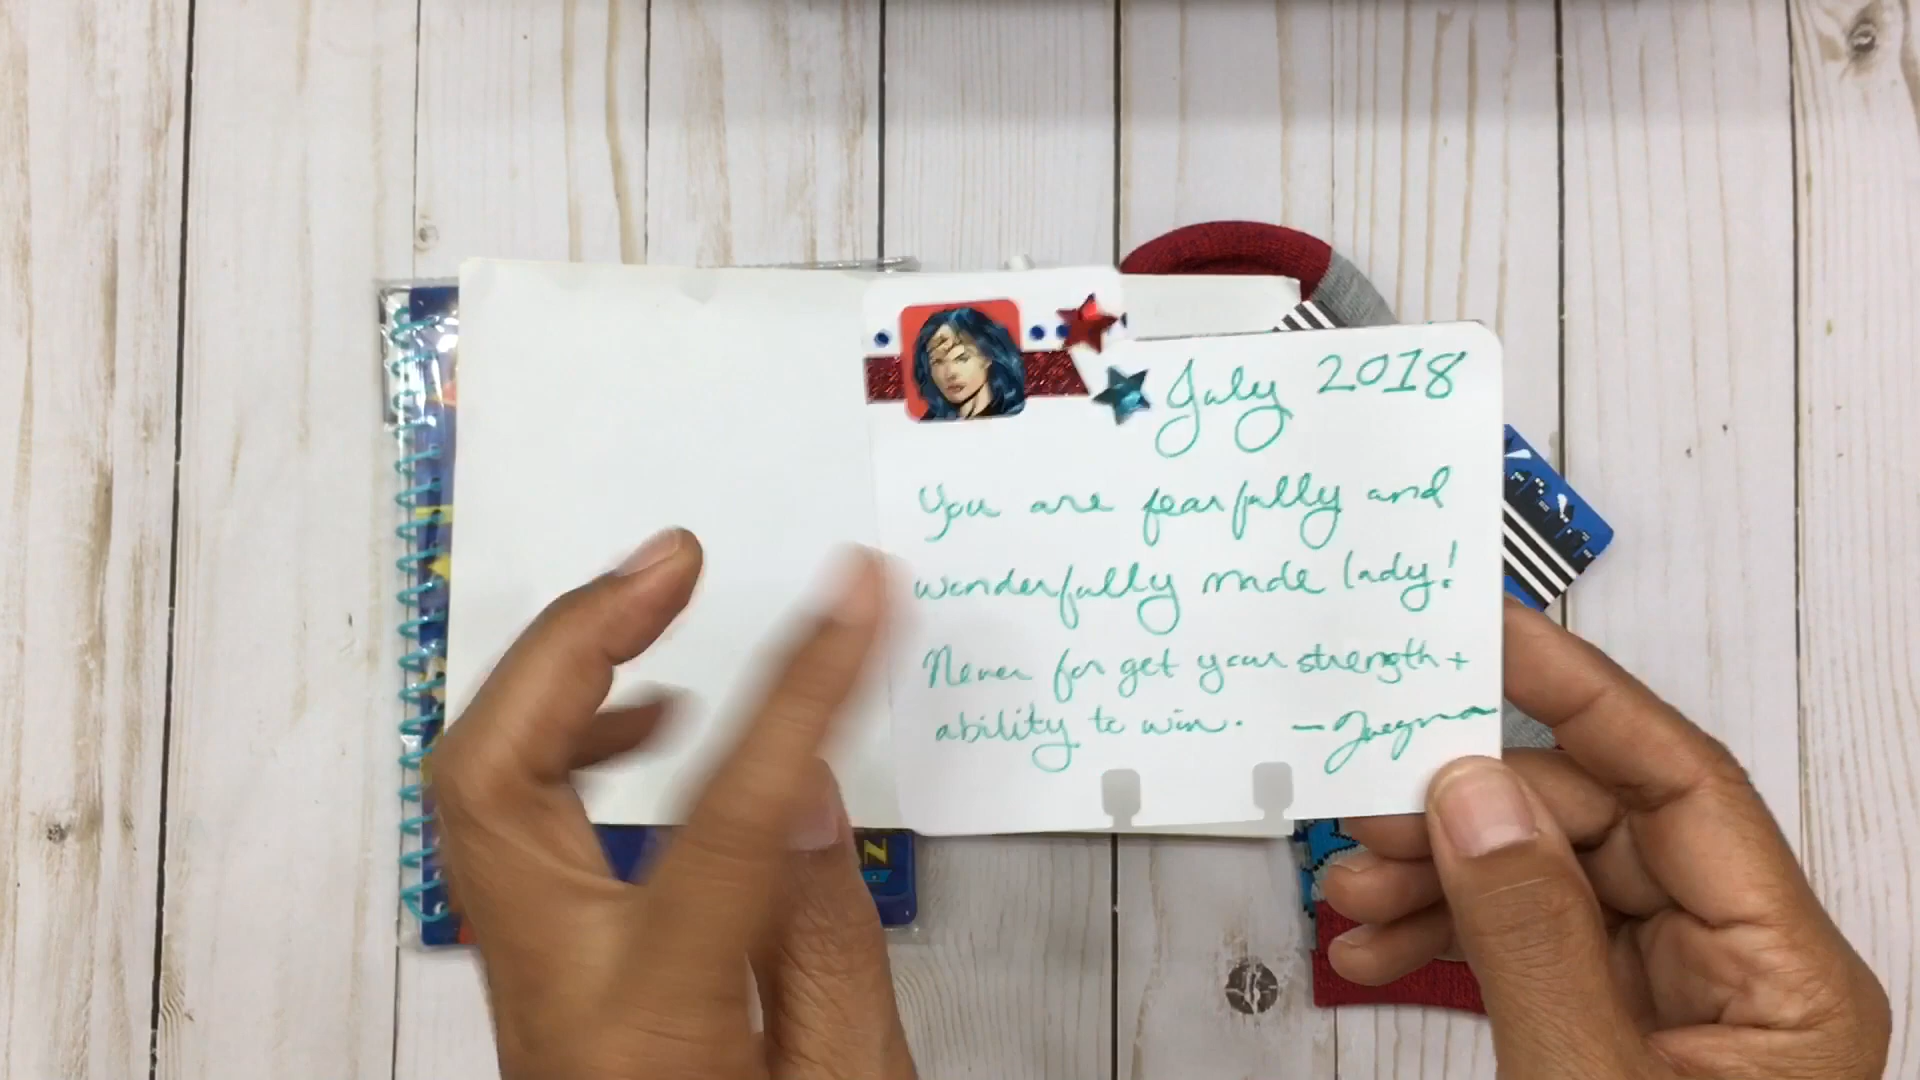 July 2018
You are fearfully and
wonderfully made lady!
Never forget your strength +
ability to win. –